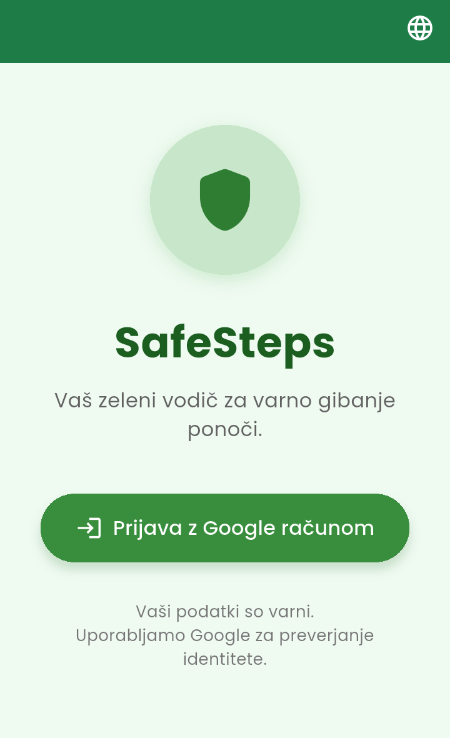 SafeSteps
Vaš zeleni vodič za varno gibanje
ponoči.
Prijava z Google računom
Vaši podatki so varni.
Uporabljamo Google za preverjanje
identitete.